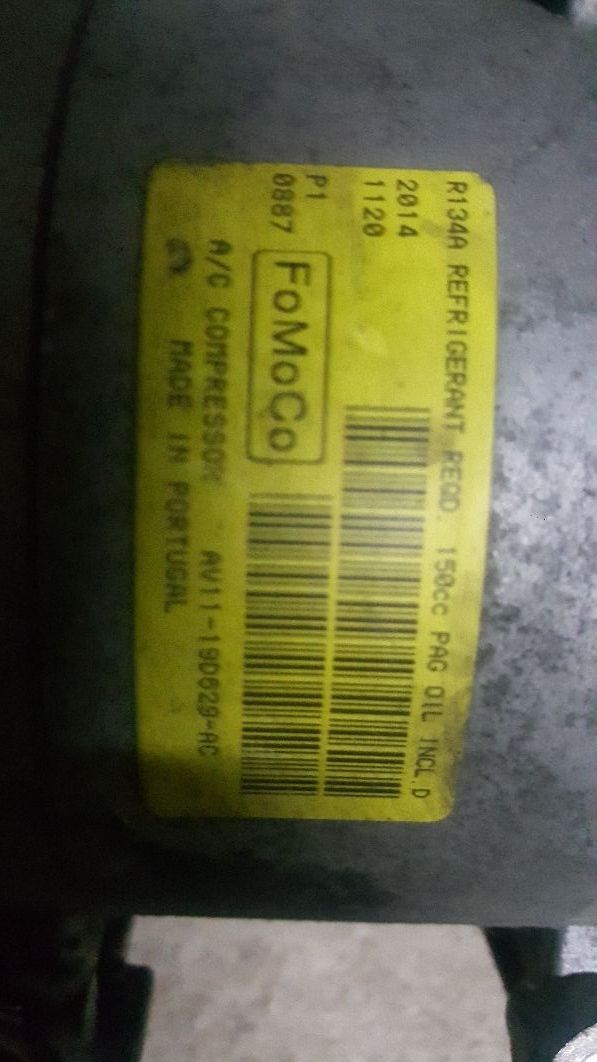 R134A REFRIGERANT REQD. 150cc PAG OIL INCL.D
2014
1120
P1
0887
FoMoCo
A/C COMPRESSOR AV11-19D629-AC
MADE IN PORTUGAL